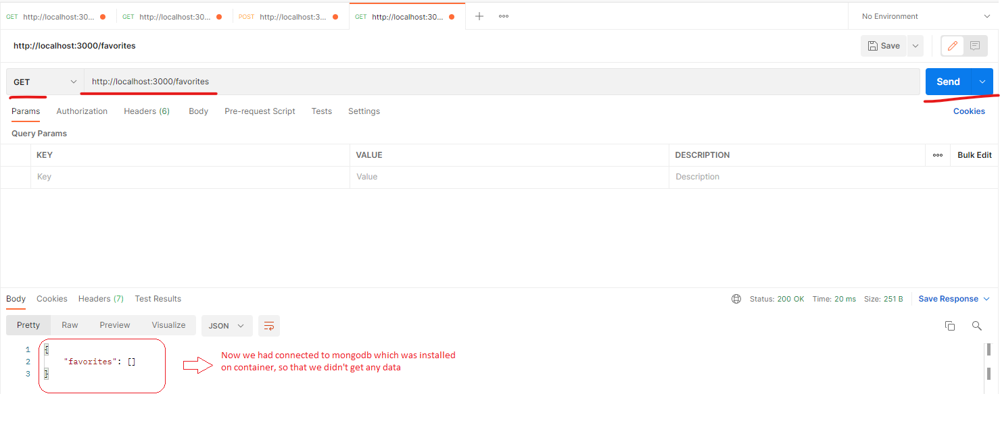 GET http://localhost:30... GET http://localhost:30... POST http://localhost:3... GET http://localhost:30... No Environment
http://localhost:3000/favorites Save
GET http://localhost:3000/favorites Send
Params Authorization Headers (6) Body Pre-request Script Tests Settings Cookies
Query Params
KEY VALUE DESCRIPTION Bulk Edit
Key Value Description
Body Cookies Headers (7) Test Results Status: 200 OK Time: 20 ms Size: 251 B Save Response
Pretty Raw Preview Visualize JSON
1 {
2 "favorites": []
3 }
Now we had connected to mongodb which was installed
on container, so that we didn't get any data